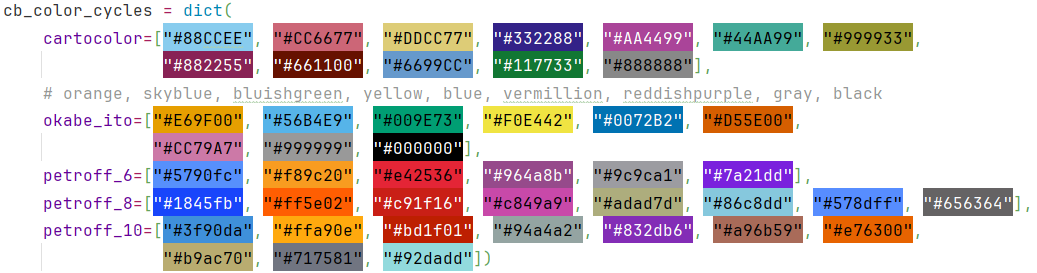 cb_color_cycles = dict(
cartocolor=["#88CCEE", "#CC6677", "#DDCC77", "#332288", "#AA4499", "#44AA99", "#999933",
"#882255", "#661100", "#6699CC", "#117733", "#888888"],
# orange, skyblue, bluishgreen, yellow, blue, vermillion, reddishpurple, gray, black
okabe_ito=["#E69F00", "#56B4E9", "#009E73", "#F0E442", "#0072B2", "#D55E00",
"#CC79A7", "#999999", "#000000"],
petroff_6=["#5790fc", "#f89c20", "#e42536", "#964a8b", "#9c9ca1", "#7a21dd"],
petroff_8=["#1845fb", "#ff5e02", "#c91f16", "#c849a9", "#adad7d", "#86c8dd", "#578dff", "#656364"],
petroff_10=["#3f90da", "#ffa90e", "#bd1f01", "#94a4a2", "#832db6", "#a96b59", "#e76300",
"#b9ac70", "#717581", "#92dadd"])